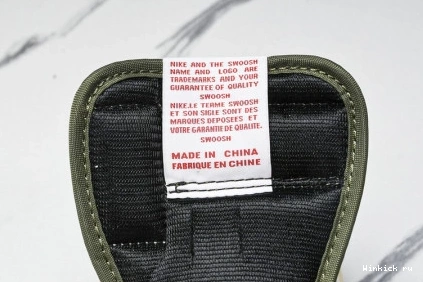 NIKE AND THE SWOOSH
NAME AND LOGO ARE
TRADEMARKS AND YOUR
GUARANTEE OF QUALITY
SWOOSH
NIKE.LE TERME SWOOSH
ET SON SIGLE SONT DES
MARQUES DEPOSEES ET
VOTRE GARANTIE DE QUALITE.
SWOOSH
MADE IN CHINA
FABRIQUE EN CHINE
Winkick ru